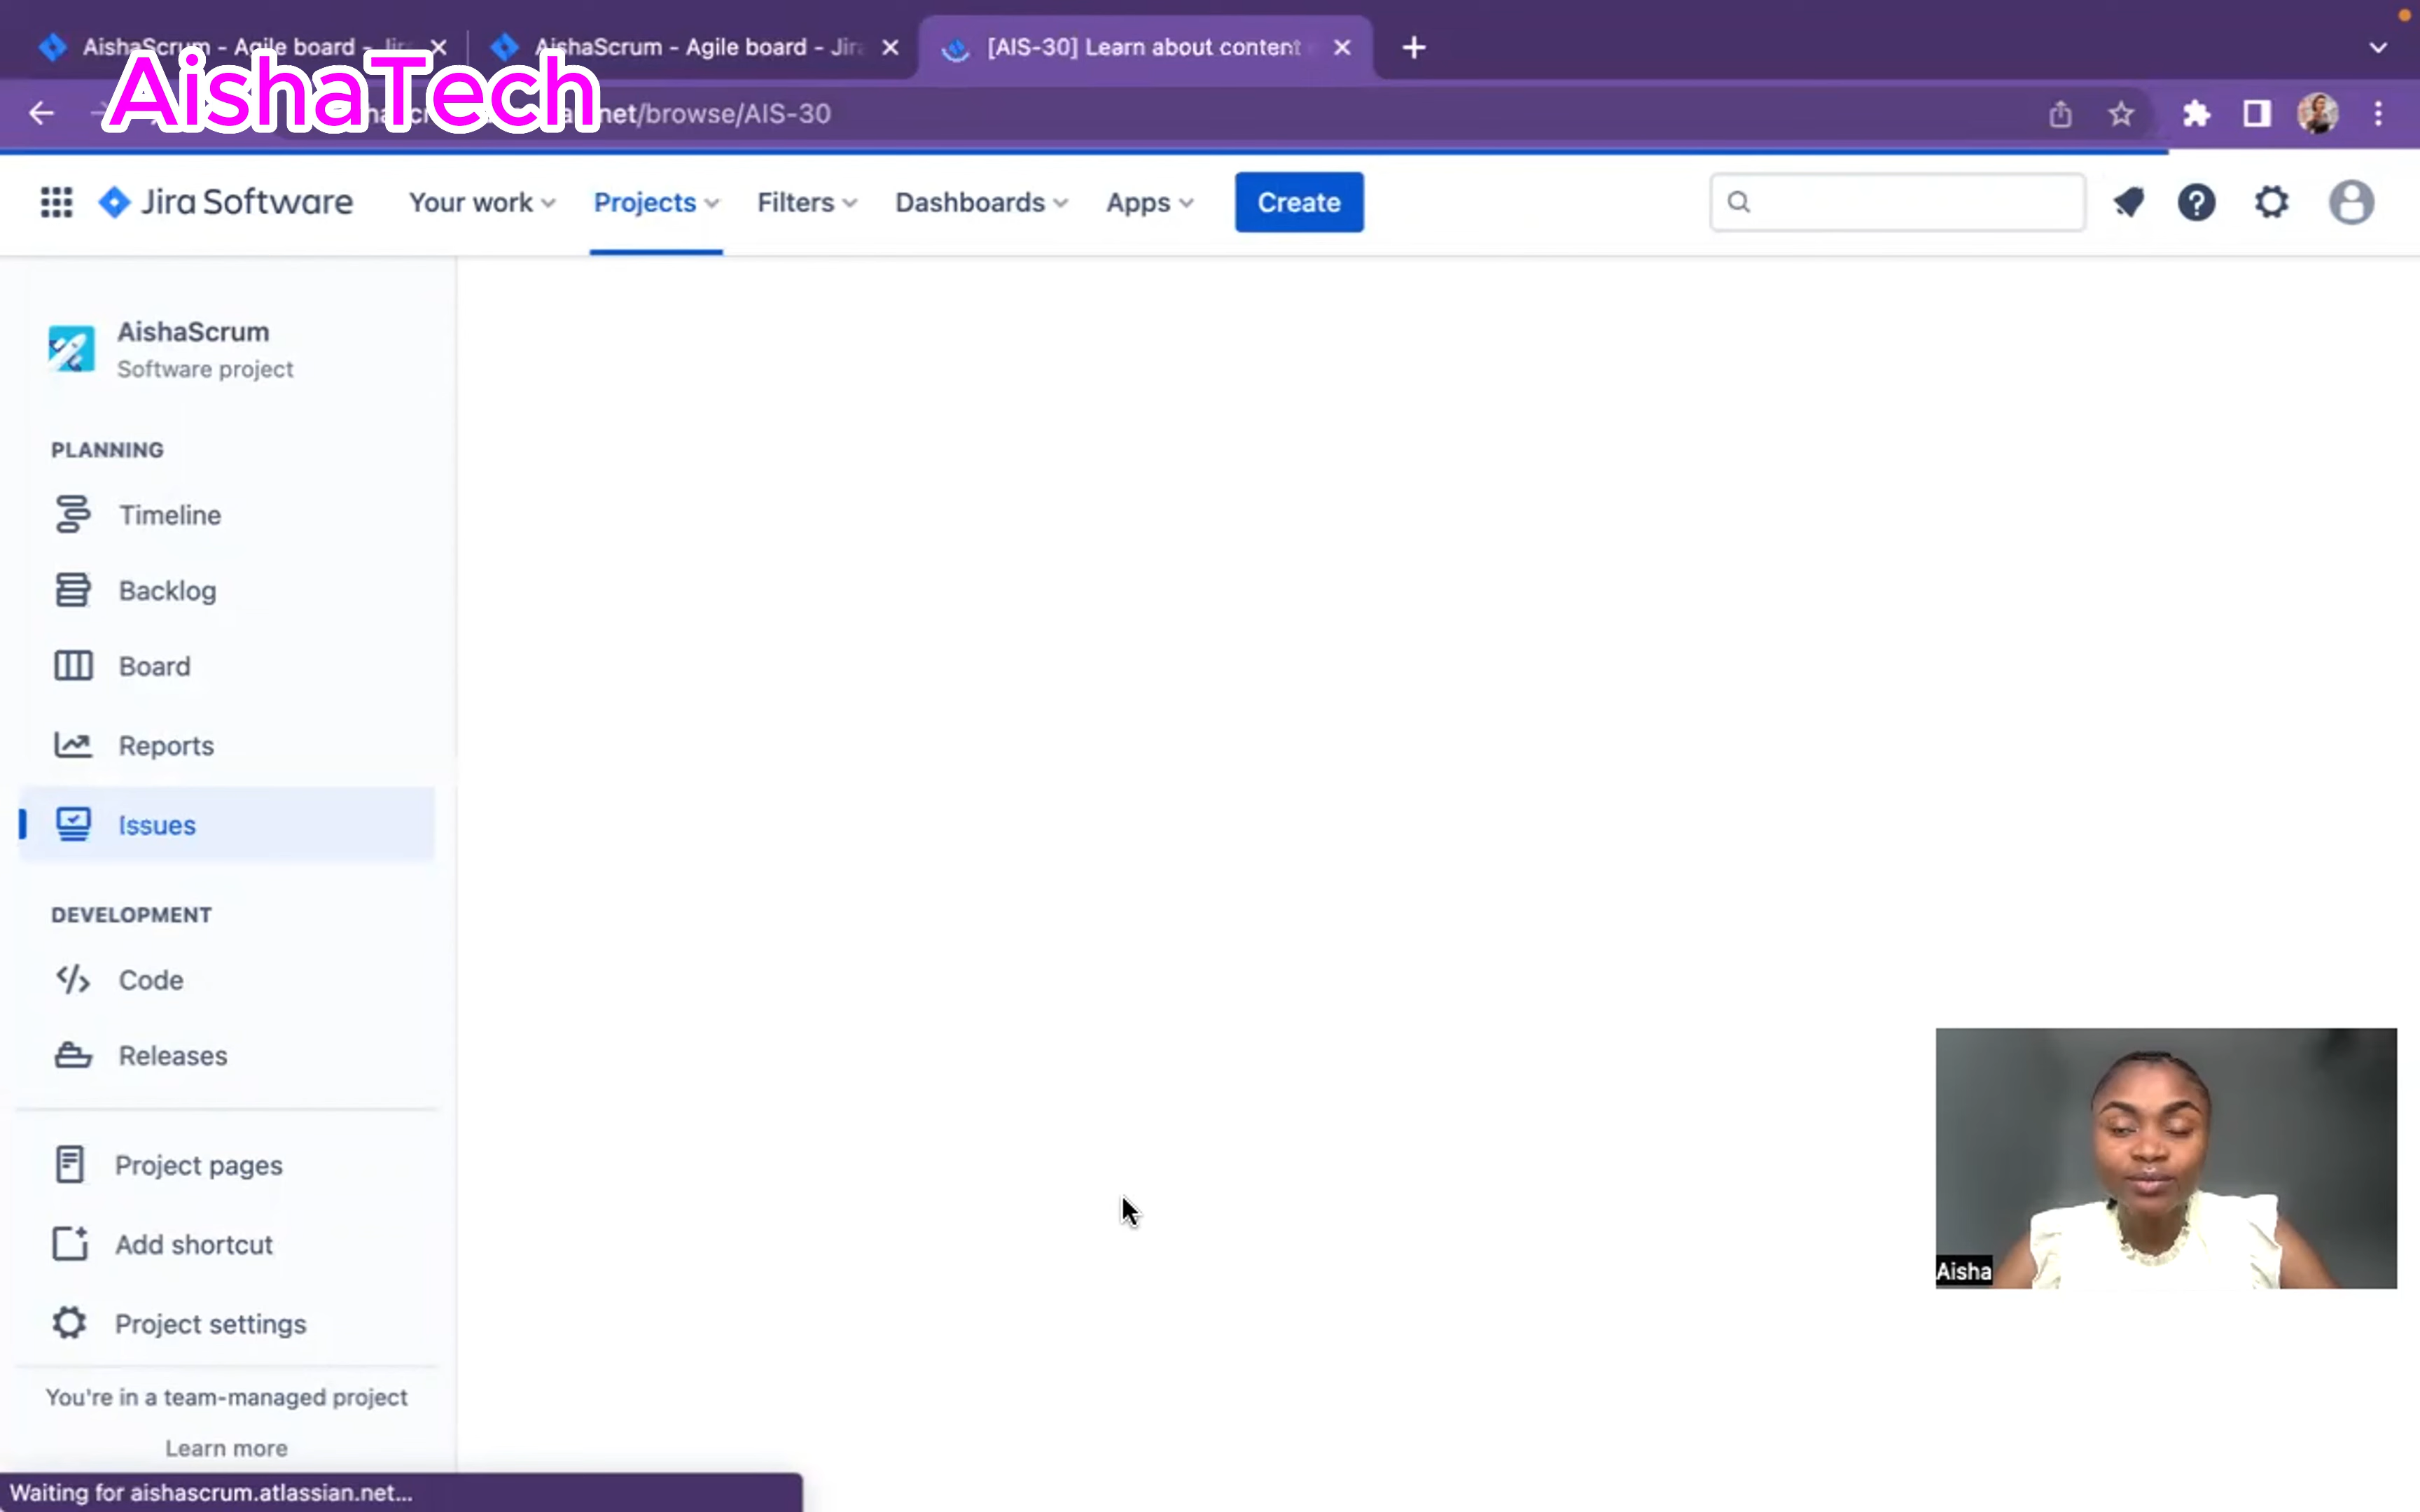 AishaScrum - Agile board -
AishaScrum - Agile board - Jira
[AIS-30] Learn about content
AishaTech
net/browse/AIS-30
Jira Software
Your work
Projects
Filters
Dashboards
Apps
Create
AishaScrum
Software project
PLANNING
Timeline
Backlog
Board
Reports
Issues
DEVELOPMENT
Code
Releases
Project pages
Add shortcut
Project settings
You're in a team-managed project
Learn more
Waiting for aishascrum.atlassian.net...
Aisha